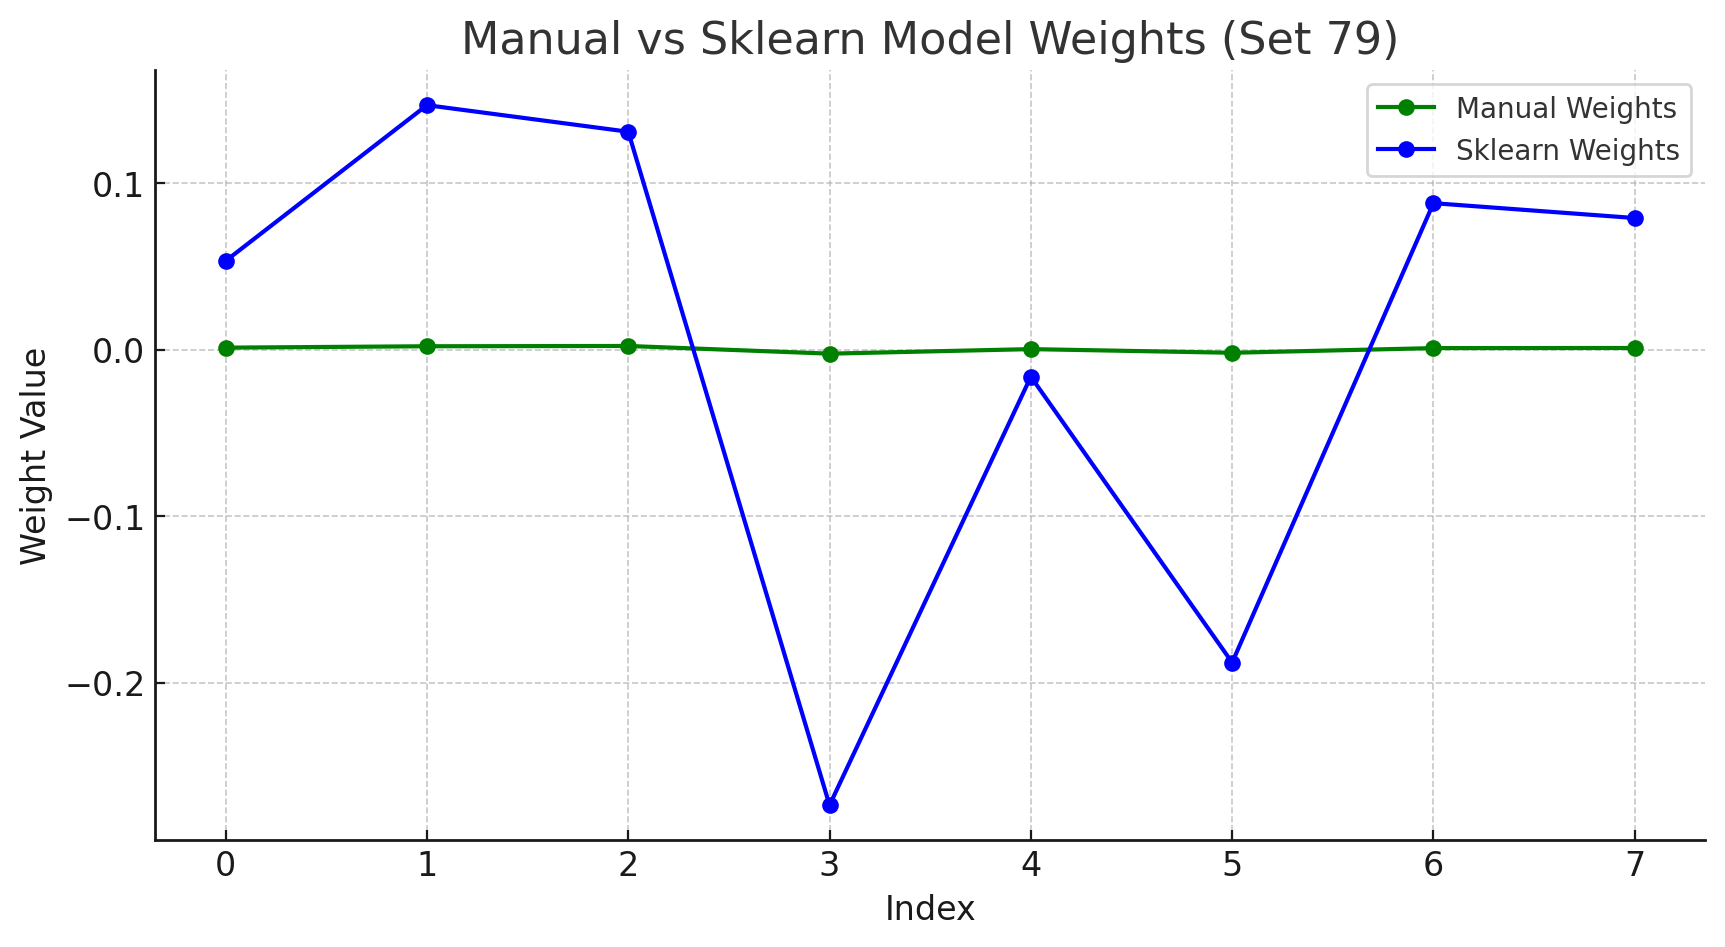 Manual vs Sklearn Model Weights (Set 79)
Manual Weights
Sklearn Weights
0.1
0.0
−0.1
−0.2
Weight Value
0 1 2 3 4 5 6 7
Index